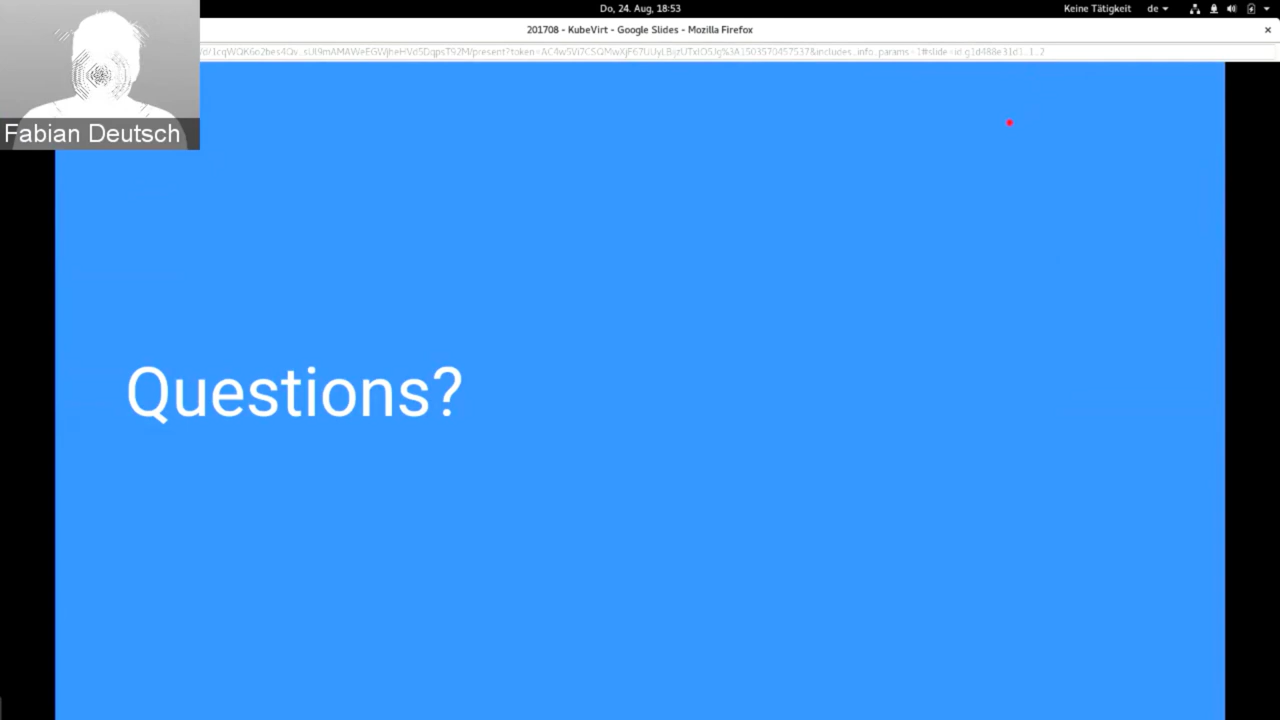 Do, 24. Aug, 18:53
Keine Tätigkeit
de
201708 - KubeVirt - Google Slides - Mozilla Firefox
Fabian Deutsch
Questions?